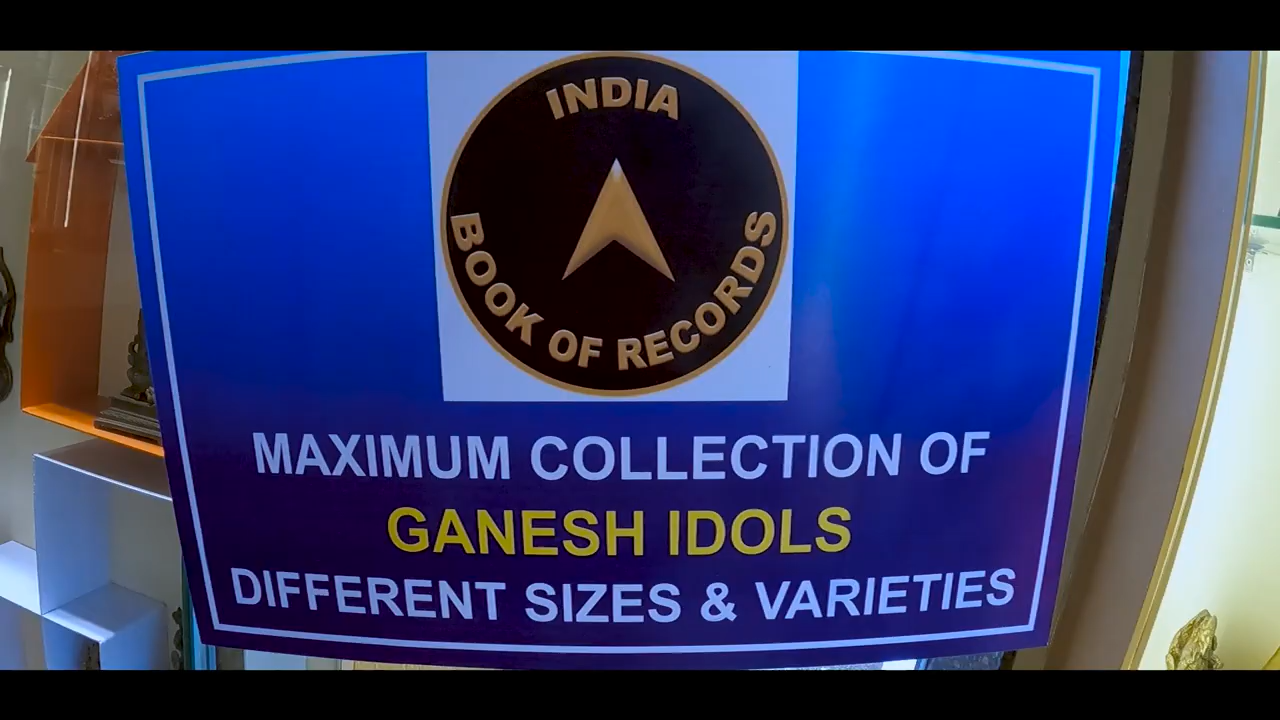 INDIA
BOOK OF RECORDS
MAXIMUM COLLECTION OF
GANESH IDOLS
DIFFERENT SIZES & VARIETIES